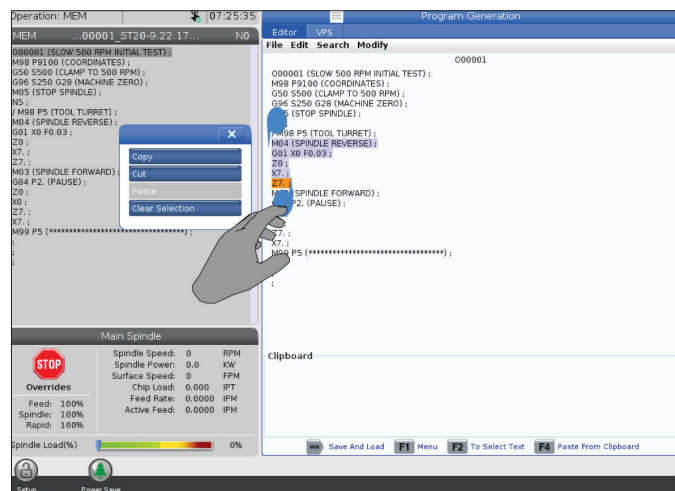 Operation: MEM
07:25:35
MEM ...00001_ST20-9.22.17... N0
O00001 (SLOW 500 RPM INITIAL TEST) ;
M98 P9100 (COORDINATES) ;
G50 S500 (CLAMP TO 500 RPM) ;
G96 S250 G28 (MACHINE ZERO) ;
M05 (STOP SPINDLE) ;
N5 ;
/ M98 P5 (TOOL TURRET) ;
M04 (SPINDLE REVERSE) ;
G01 X0 F0.03 ;
Z0 ;
X7. ;
Z7. ;
M03 (SPINDLE FORWARD) ;
G04 P2. (PAUSE) ;
Z0 ;
X0 ;
Z7. ;
X7. ;
M99 P5 (********************************) ;
;
;
;
Copy
Cut
Paste
Clear Selection
Program Generation
Editor VPS
File Edit Search Modify
O00001
O00001 (SLOW 500 RPM INITIAL TEST) ;
M98 P9100 (COORDINATES) ;
G50 S500 (CLAMP TO 500 RPM) ;
G96 S250 G28 (MACHINE ZERO) ;
(STOP SPINDLE) ;
/ M98 P5 (TOOL TURRET) ;
M04 (SPINDLE REVERSE) ;
G01 X0 F0.03 ;
Z0 ;
X7. ;
Z7. ;
(SPINDLE FORWARD) ;
P2. (PAUSE) ;
Z7. ;
X7. ;
M99 P5 (********************************) ;
;
;
Main Spindle
STOP
Overrides
Feed: 100%
Spindle: 100%
Rapid: 100%
Spindle Speed: 0 RPM
Spindle Power: 0.0 KW
Surface Speed: 0 FPM
Chip Load: 0.000 IPT
Feed Rate: 0.0000 IPM
Active Feed: 0.0000 IPM
Spindle Load(%) 0%
Clipboard
MEM Save And Load F1 Menu F2 To Select Text F4 Paste From Clipboard
Setup Power Save